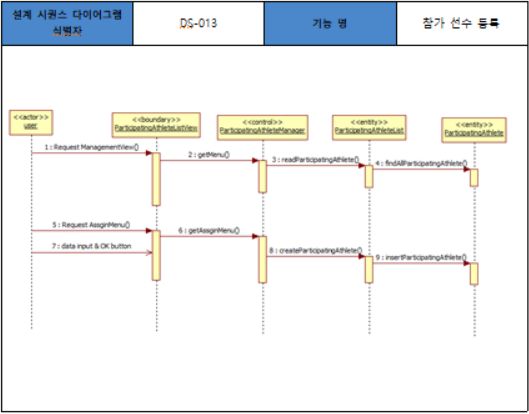 설계 시퀀스 다이어그램
식별자
DS-013
기능 명
참가 선수 등록
<<actor>>
user
<<boundary>>
ParticipatingAthleteListView
<<control>>
ParticipatingAthleteManager
<<entity>>
ParticipatingAthleteList
<<entity>>
ParticipatingAthlete
1 : Request ManagementView()
2 : getMenu()
3 : readParticipatingAthlete()
4 : findAllParticipatingAthlete()
5 : Request AssginMenu()
6 : getAssginMenu()
7 : data input & OK button
8 : createParticipatingAthlete()
9 : insertParticipatingAthlete()